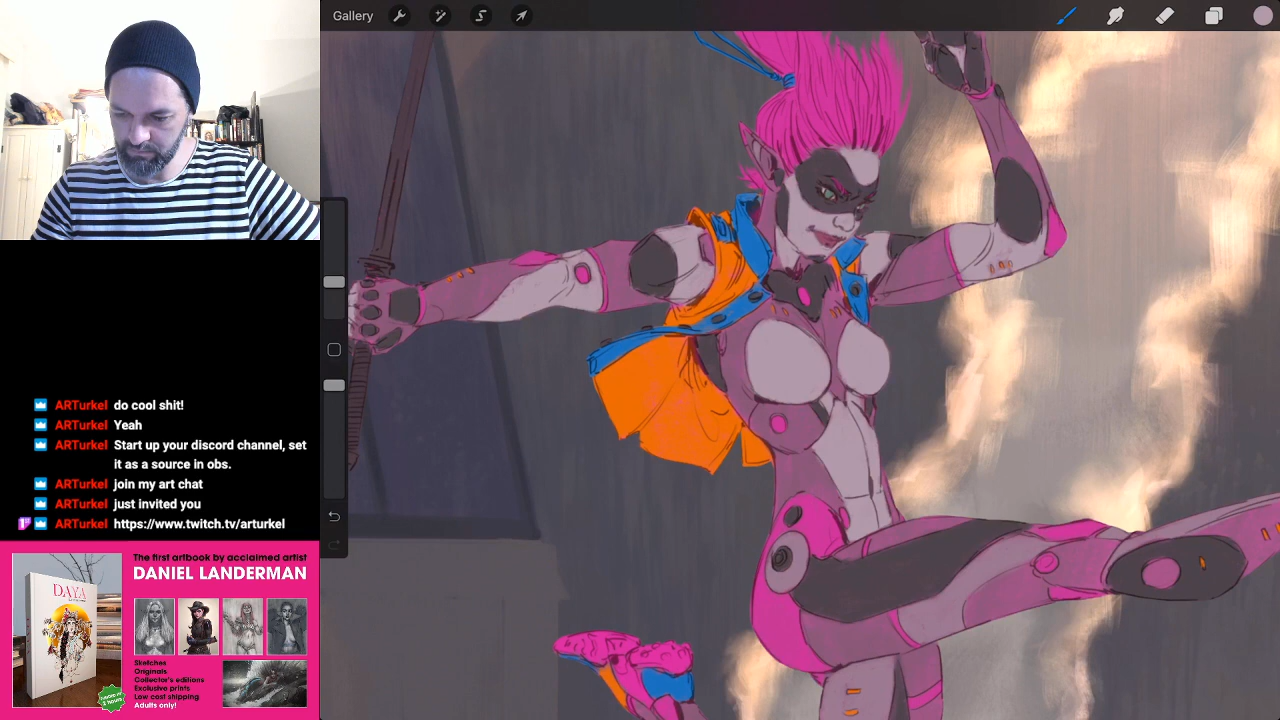 Gallery
ARTurkel do cool shit!
ARTurkel Yeah
ARTurkel Start up your discord channel, set
it as a source in obs.
ARTurkel join my art chat
ARTurkel just invited you
ARTurkel https://www.twitch.tv/arturkel
The first artbook by acclaimed artist
DANIEL LANDERMAN
DAYA
Sketches
Originals
Collector's editions
Exclusive prints
Low cost shipping
Adults only!